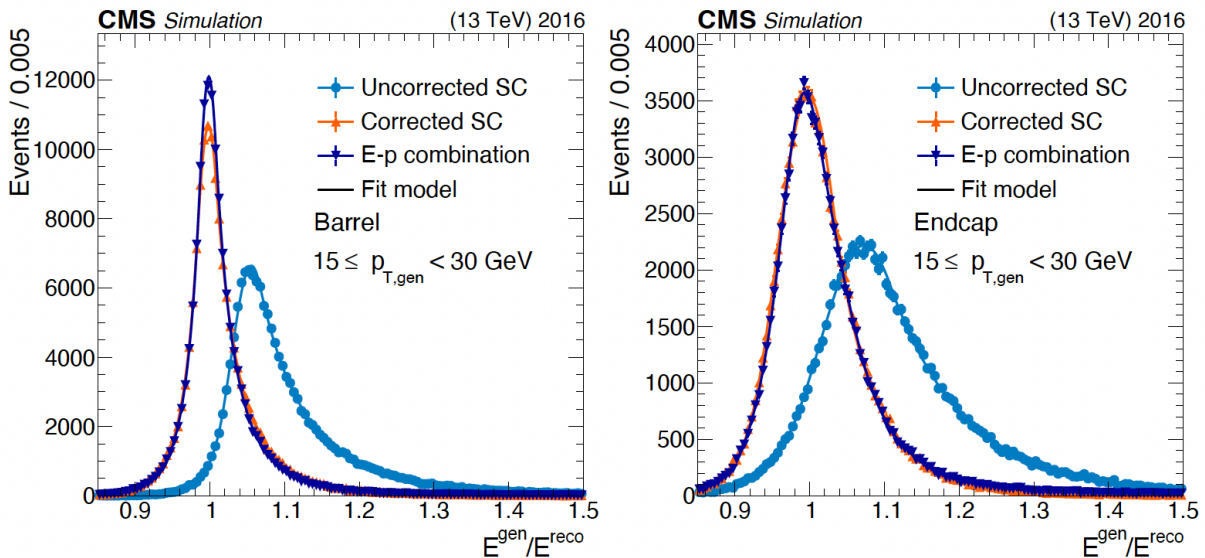 CMS Simulation (13 TeV) 2016
Events / 0.005
12000
10000
8000
6000
4000
2000
0
Uncorrected SC
Corrected SC
E-p combination
Fit model
Barrel
15 ≤ p_T,gen < 30 GeV
0.9 1 1.1 1.2 1.3 1.4 1.5
E^gen/E^reco
CMS Simulation (13 TeV) 2016
Events / 0.005
4000
3500
3000
2500
2000
1500
1000
500
0
Uncorrected SC
Corrected SC
E-p combination
Fit model
Endcap
15 ≤ p_T,gen < 30 GeV
0.9 1 1.1 1.2 1.3 1.4 1.5
E^gen/E^reco